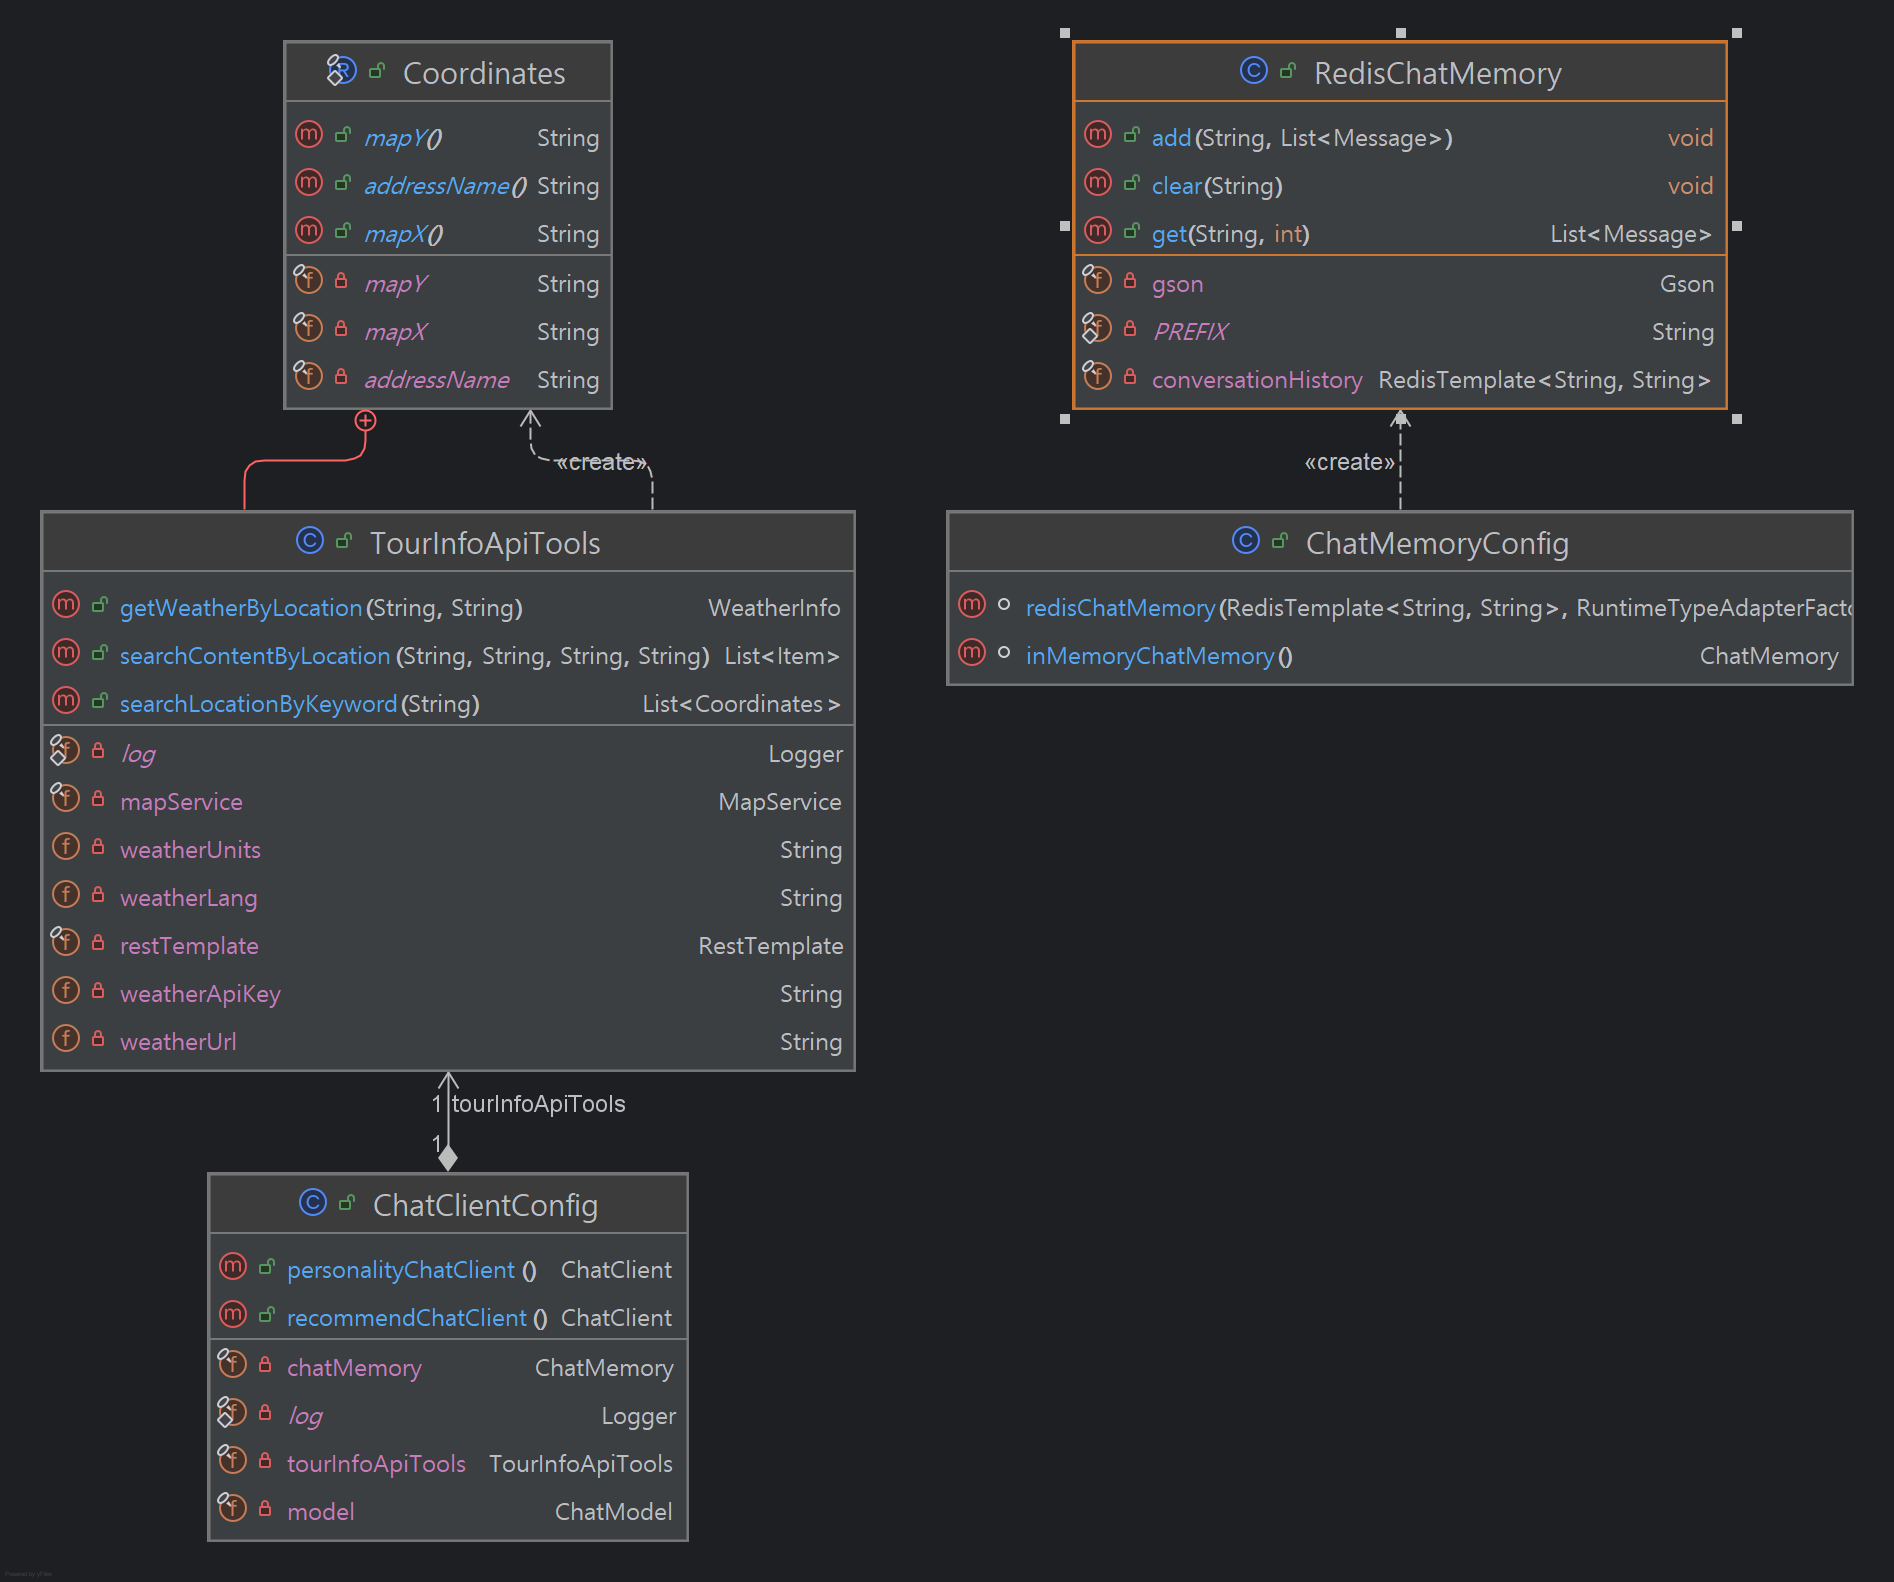 Coordinates
mapY() String
addressName() String
mapX() String
mapY String
mapX String
addressName String
RedisChatMemory
add(String, List<Message>) void
clear(String) void
get(String, int) List<Message>
gson Gson
PREFIX String
conversationHistory RedisTemplate<String, String>
«create»
«create»
TourInfoApiTools
getWeatherByLocation(String, String) WeatherInfo
searchContentByLocation(String, String, String, String) List<Item>
searchLocationByKeyword(String) List<Coordinates>
log Logger
mapService MapService
weatherUnits String
weatherLang String
restTemplate RestTemplate
weatherApiKey String
weatherUrl String
ChatMemoryConfig
redisChatMemory(RedisTemplate<String, String>, RuntimeTypeAdapterFacto
inMemoryChatMemory() ChatMemory
1 tourInfoApiTools
1
ChatClientConfig
personalityChatClient() ChatClient
recommendChatClient() ChatClient
chatMemory ChatMemory
log Logger
tourInfoApiTools TourInfoApiTools
model ChatModel
Powered by yFiles